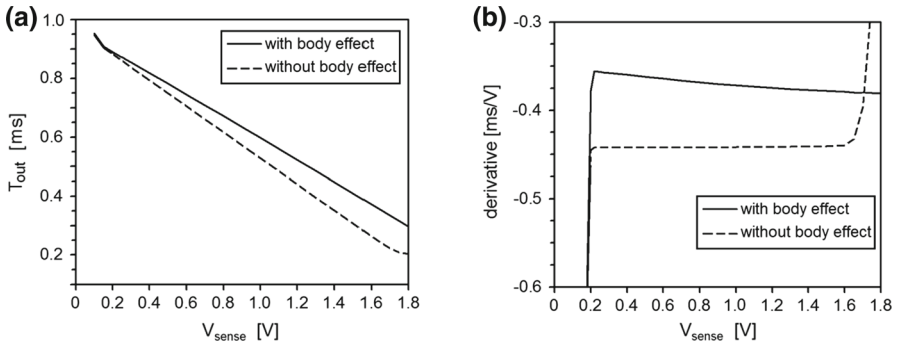 (a)
1.0
0.8
0.6
0.4
0.2
T_out [ms]
with body effect
without body effect
0 0.2 0.4 0.6 0.8 1.0 1.2 1.4 1.6 1.8
V_sense [V]
(b)
-0.3
-0.4
-0.5
-0.6
derivative [ms/V]
with body effect
without body effect
0 0.2 0.4 0.6 0.8 1.0 1.2 1.4 1.6 1.8
V_sense [V]